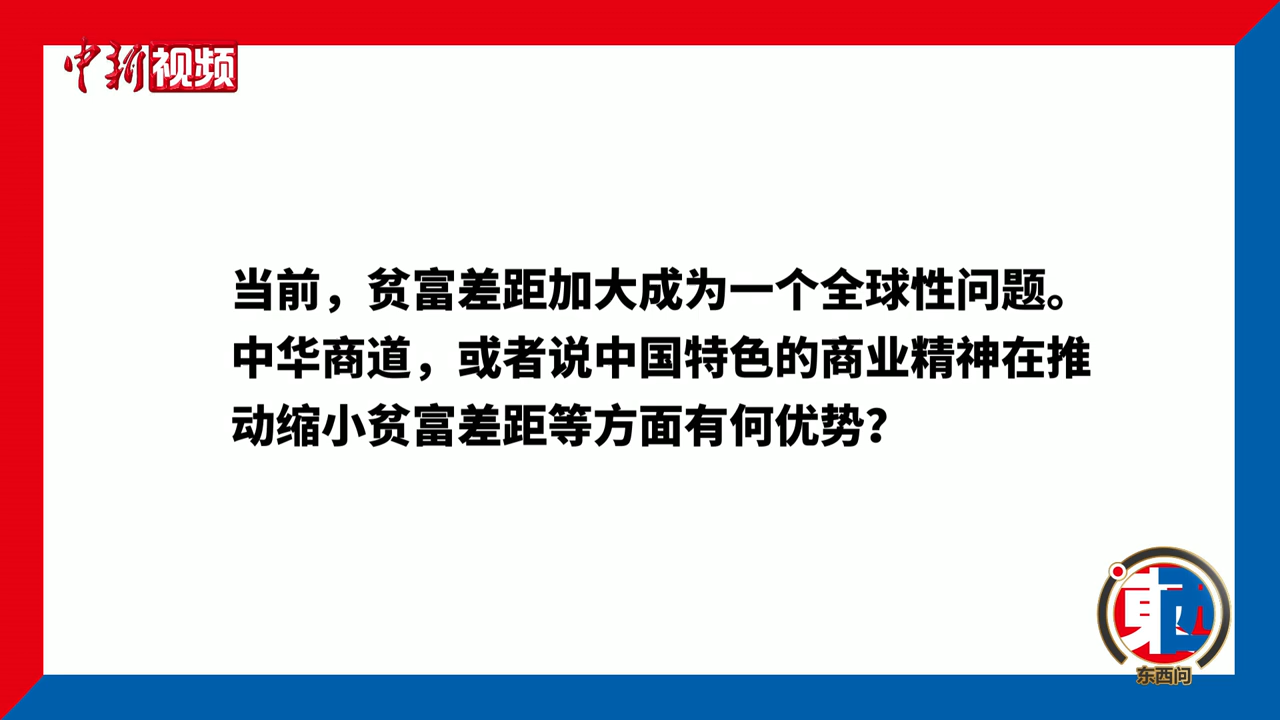 中新视频
当前，贫富差距加大成为一个全球性问题。
中华商道，或者说中国特色的商业精神在推
动缩小贫富差距等方面有何优势？
东西问